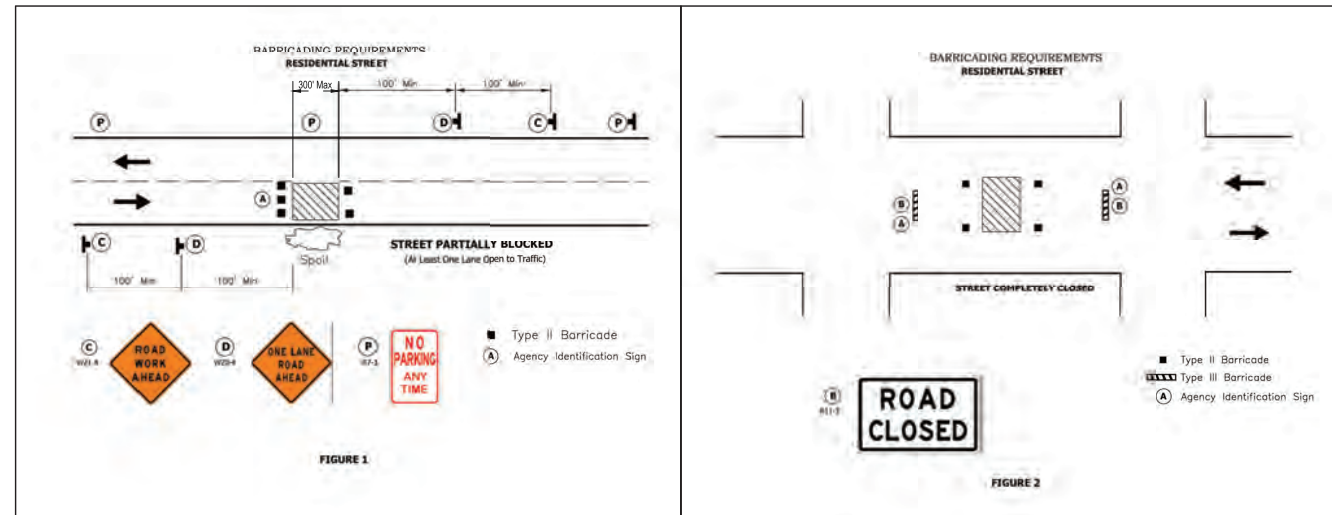 BARRICADING REQUIREMENTS
RESIDENTIAL STREET
300' Max
100' Min
100' Min
P
P
D
C
P
A
C
D
STREET PARTIALLY BLOCKED
(At Least One Lane Open to Traffic)
Spoil
100' Min
100' Min
C
ROAD
WORK
AHEAD
D
ONE LANE
ROAD
AHEAD
P
NO
PARKING
ANY
TIME
Type II Barricade
A Agency Identification Sign
FIGURE 1
BARRICADING REQUIREMENTS
RESIDENTIAL STREET
B
A
A
B
STREET COMPLETELY CLOSED
Type II Barricade
Type III Barricade
A Agency Identification Sign
B
ROAD
CLOSED
FIGURE 2